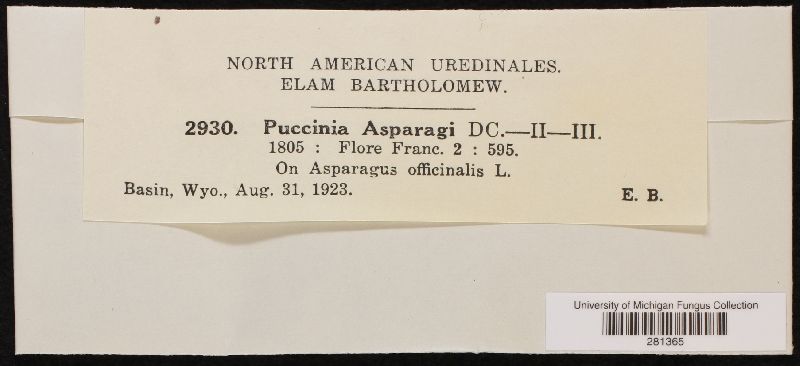 NORTH AMERICAN UREDINALES.
ELAM BARTHOLOMEW.
2930. Puccinia Asparagi DC.—II—III.
1805 : Flore Franc. 2 : 595.
On Asparagus officinalis L.
Basin, Wyo., Aug. 31, 1923.
E. B.
University of Michigan Fungus Collection
281365